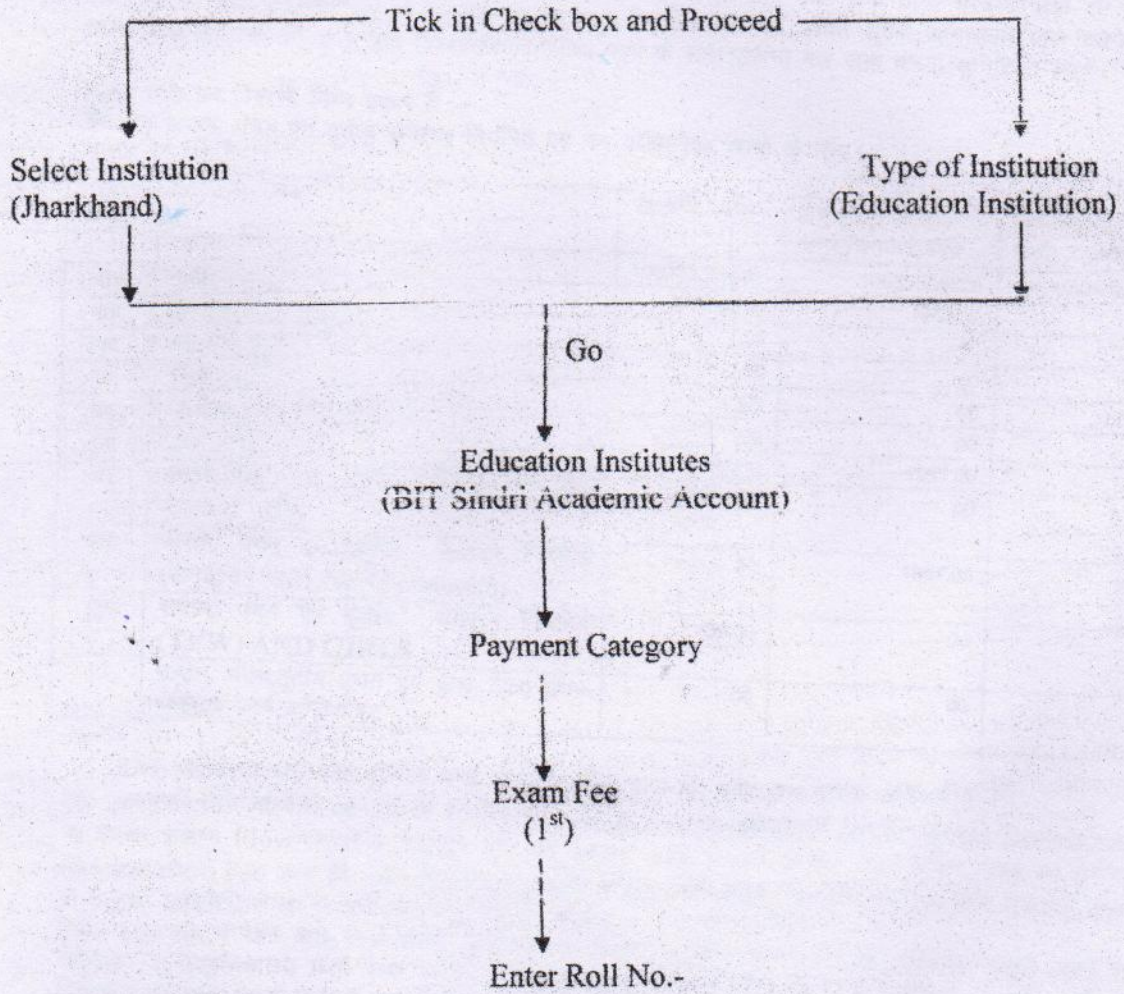 Tick in Check box and Proceed
Select Institution
(Jharkhand)
Type of Institution
(Education Institution)
Go
Education Institutes
(BIT Sindri Academic Account)
Payment Category
Exam Fee
(1st)
Enter Roll No.-